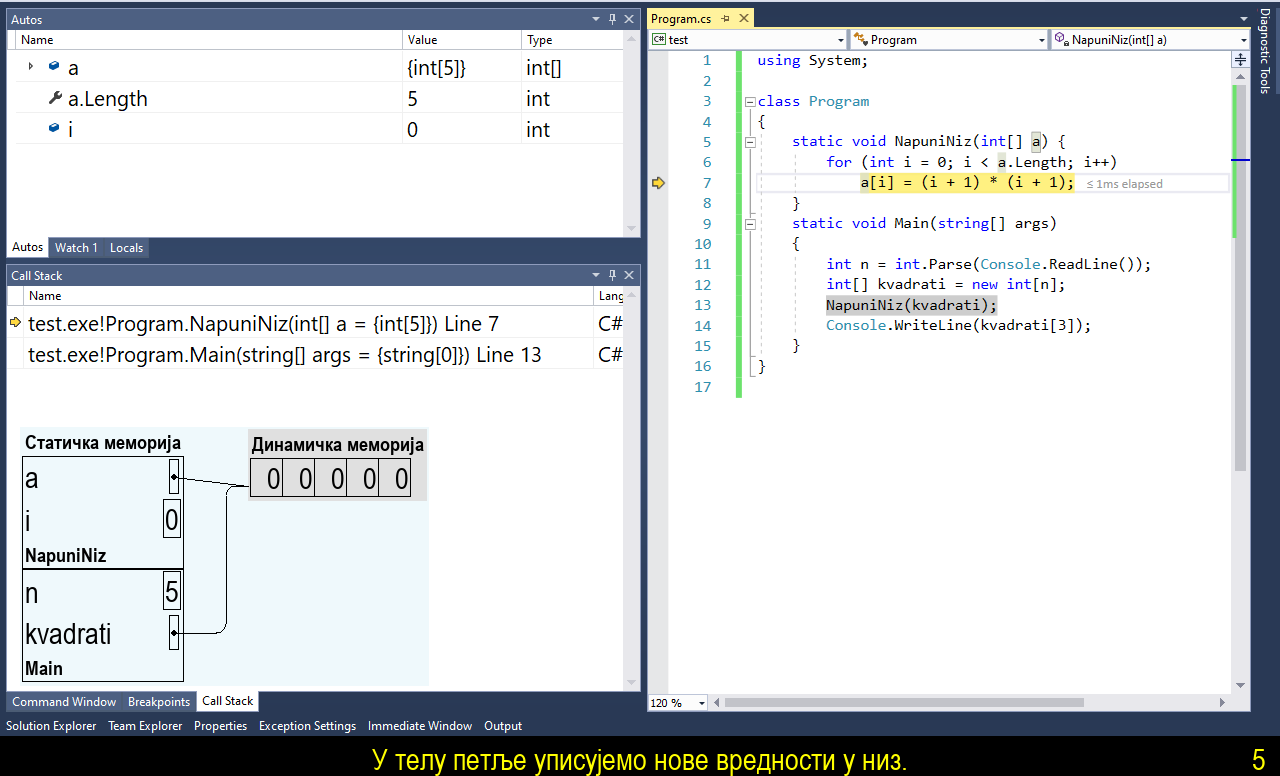 Autos
Name Value Type
a {int[5]} int[]
a.Length 5 int
i 0 int
Autos Watch 1 Locals
Call Stack
Name Lang
test.exe!Program.NapuniNiz(int[] a = {int[5]}) Line 7 C#
test.exe!Program.Main(string[] args = {string[0]}) Line 13 C#
Статичка меморија
a
i 0
NapuniNiz
n 5
kvadrati
Main
Динамичка меморија
0 0 0 0 0
Command Window Breakpoints Call Stack
Solution Explorer Team Explorer Properties Exception Settings Immediate Window Output
Program.cs
C# test Program NapuniNiz(int[] a)
1 using System;
2
3 class Program
4 {
5 static void NapuniNiz(int[] a) {
6 for (int i = 0; i < a.Length; i++)
7 a[i] = (i + 1) * (i + 1); ≤ 1ms elapsed
8 }
9 static void Main(string[] args)
10 {
11 int n = int.Parse(Console.ReadLine());
12 int[] kvadrati = new int[n];
13 NapuniNiz(kvadrati);
14 Console.WriteLine(kvadrati[3]);
15 }
16 }
17
120 %
Diagnostic Tools
У телу петље уписујемо нове вредности у низ. 5